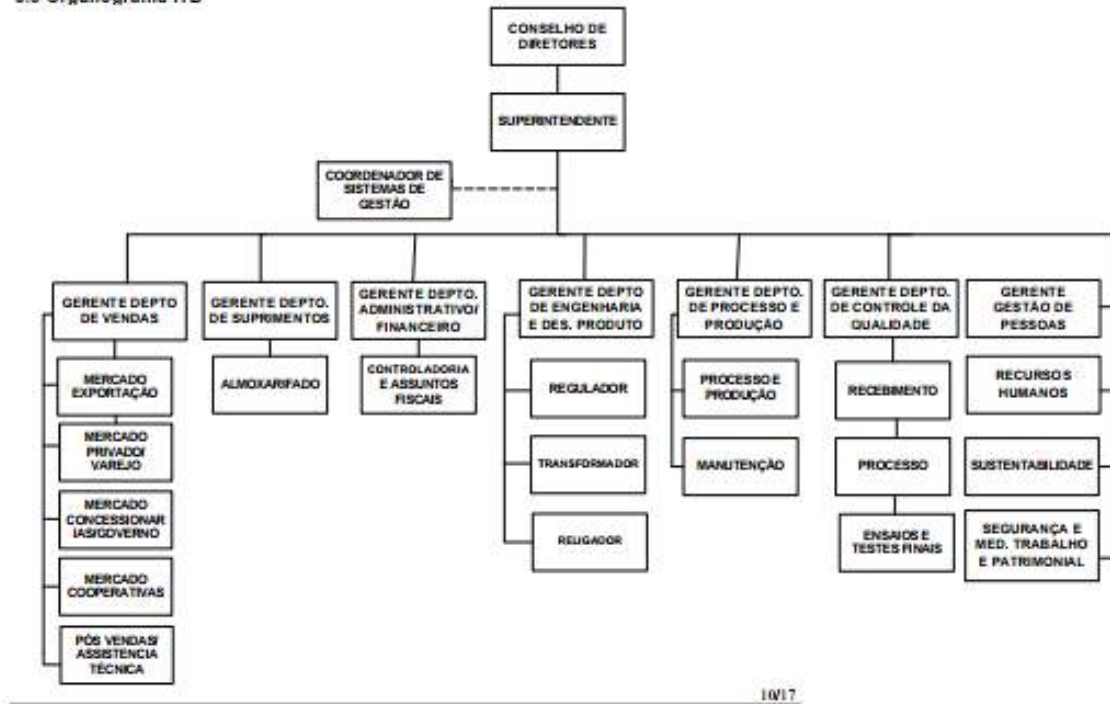 CONSELHO DE
DIRETORES
SUPERINTENDENTE
COORDENADOR DE
SISTEMAS DE
GESTÃO
GERENTE DEPTO
DE VENDAS
MERCADO
EXPORTAÇÃO
MERCADO
PRIVADO/
VAREJO
MERCADO
CONCESSIONAR
IAS/GOVERNO
MERCADO
COOPERATIVAS
PÓS VENDAS/
ASSISTENCIA
TÉCNICA
GERENTE DEPTO.
DE SUPRIMENTOS
ALMOXARIFADO
GERENTE DEPTO.
ADMINISTRATIVO/
FINANCEIRO
CONTROLADORIA
E ASSUNTOS
FISCAIS
GERENTE DEPTO
DE ENGENHARIA
E DES. PRODUTO
REGULADOR
TRANSFORMADOR
RELIGADOR
GERENTE DEPTO.
DE PROCESSO E
PRODUÇÃO
PROCESSO E
PRODUÇÃO
MANUTENÇÃO
GERENTE DEPTO.
DE CONTROLE DA
QUALIDADE
RECEBIMENTO
PROCESSO
ENSAIOS E
TESTES FINAIS
GERENTE
GESTÃO DE
PESSOAS
RECURSOS
HUMANOS
SUSTENTABILIDADE
SEGURANÇA E
MED. TRABALHO
E PATRIMONIAL
10/17